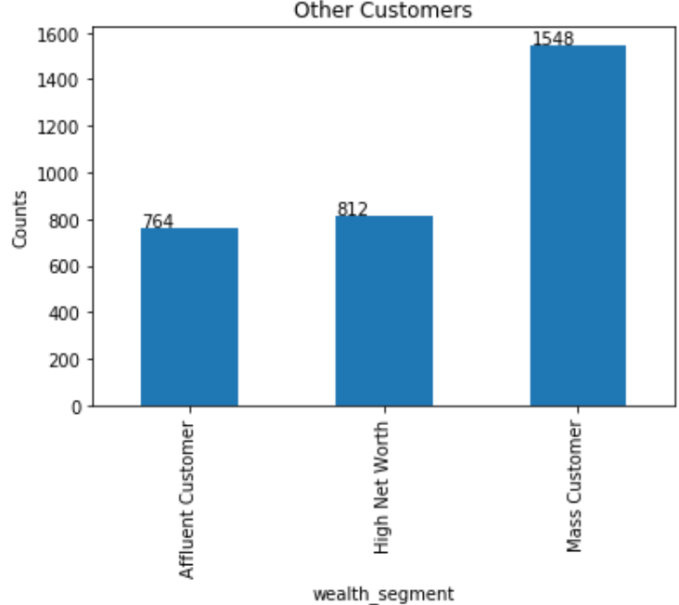 Other Customers
1600
1400
1200
1000
800
600
400
200
0
Counts
764
812
1548
Affluent Customer
High Net Worth
Mass Customer
wealth_segment